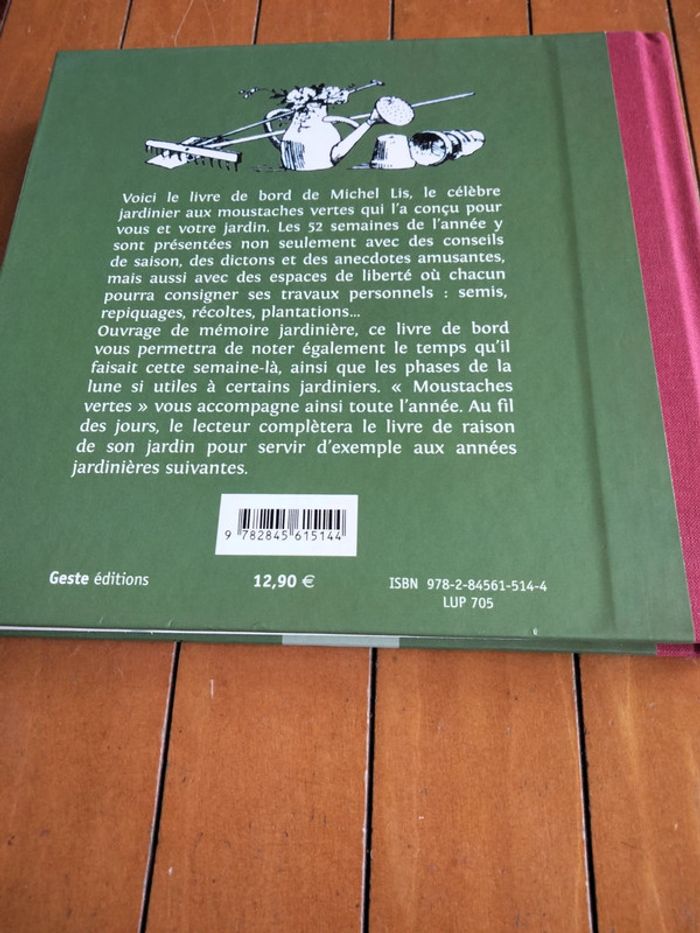 Voici le livre de bord de Michel Lis, le célèbre
jardinier aux moustaches vertes qui l'a conçu pour
vous et votre jardin. Les 52 semaines de l'année y
sont présentées non seulement avec des conseils
de saison, des dictons et des anecdotes amusantes,
mais aussi avec des espaces de liberté où chacun
pourra consigner ses travaux personnels : semis,
repiquages, récoltes, plantations...
Ouvrage de mémoire jardinière, ce livre de bord
vous permettra de noter également le temps qu'il
faisait cette semaine-là, ainsi que les phases de la
lune si utiles à certains jardiniers. « Moustaches
vertes » vous accompagne ainsi toute l'année. Au fil
des jours, le lecteur complètera le livre de raison
de son jardin pour servir d'exemple aux années
jardinières suivantes.
9 782845 615144
Geste éditions
12,90 €
ISBN 978-2-84561-514-4
LUP 705